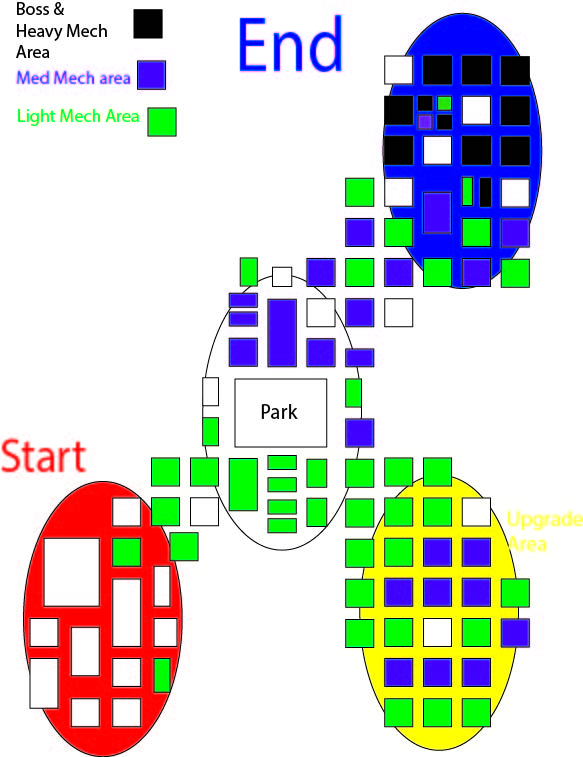 Boss &
Heavy Mech
Area
Med Mech area
Light Mech Area
End
Park
Start
Upgrade
Area